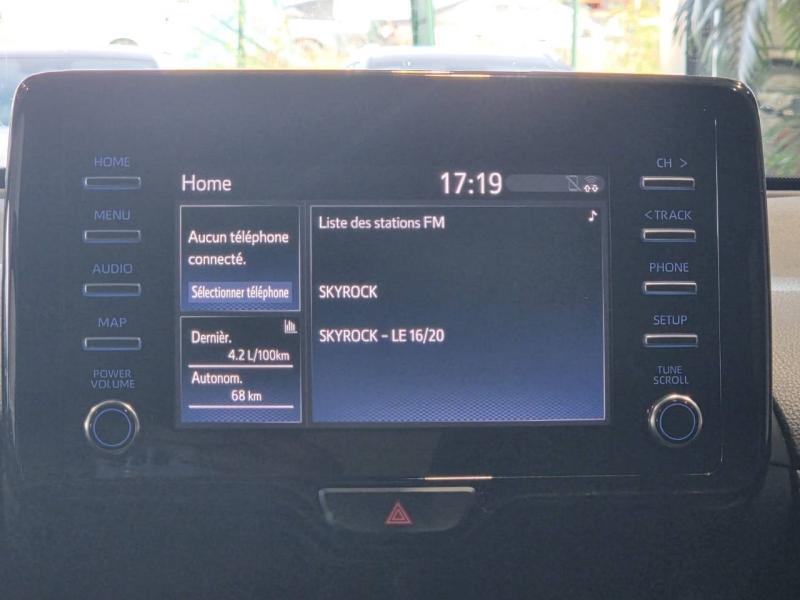 HOME
MENU
AUDIO
MAP
POWER
VOLUME
Home
17:19
Aucun téléphone
connecté.
Sélectionner téléphone
Dernièr.
4.2 L/100km
Autonom.
68 km
Liste des stations FM
SKYROCK
SKYROCK – LE 16/20
CH >
< TRACK
PHONE
SETUP
TUNE
SCROLL